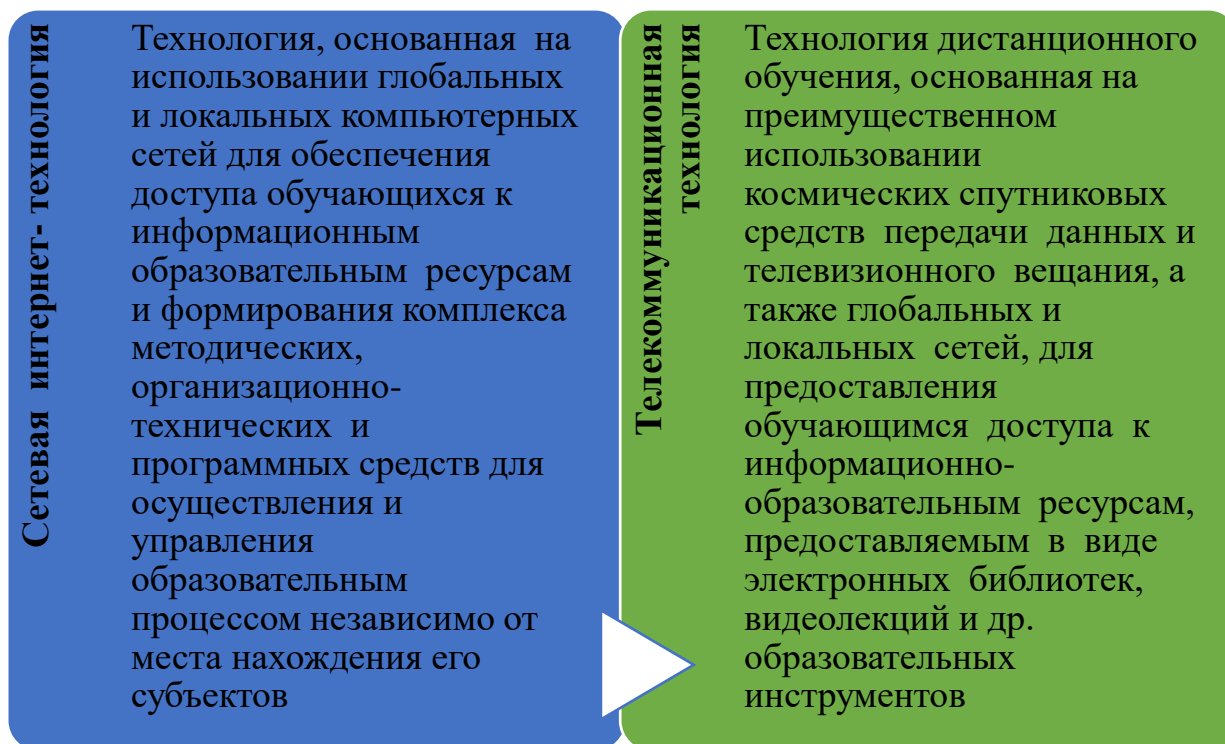 Сетевая интернет- технология
Технология, основанная на
использовании глобальных
и локальных компьютерных
сетей для обеспечения
доступа обучающихся к
информационным
образовательным ресурсам
и формирования комплекса
методических,
организационно-
технических и
программных средств для
осуществления и
управления
образовательным
процессом независимо от
места нахождения его
субъектов
Телекоммуникационная
технология
Технология дистанционного
обучения, основанная на
преимущественном
использовании
космических спутниковых
средств передачи данных и
телевизионного вещания, а
также глобальных и
локальных сетей, для
предоставления
обучающимся доступа к
информационно-
образовательным ресурсам,
предоставляемым в виде
электронных библиотек,
видеолекций и др.
образовательных
инструментов